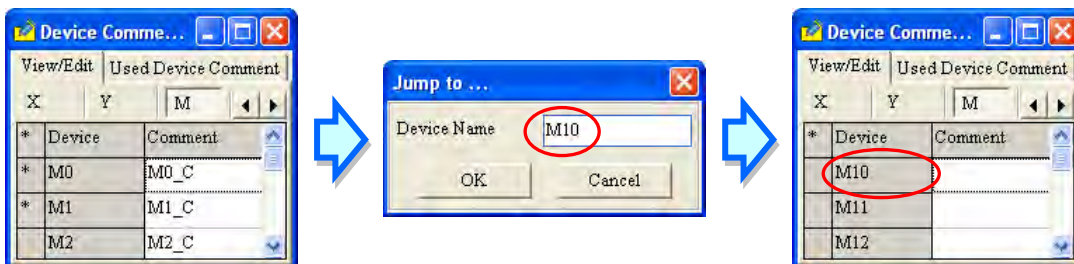 Device Comme...
View/Edit Used Device Comment
X Y M
* Device Comment
* M0 M0_C
* M1 M1_C
M2 M2_C
Jump to ...
Device Name M10
OK Cancel
Device Comme...
View/Edit Used Device Comment
X Y M
* Device Comment
M10
M11
M12